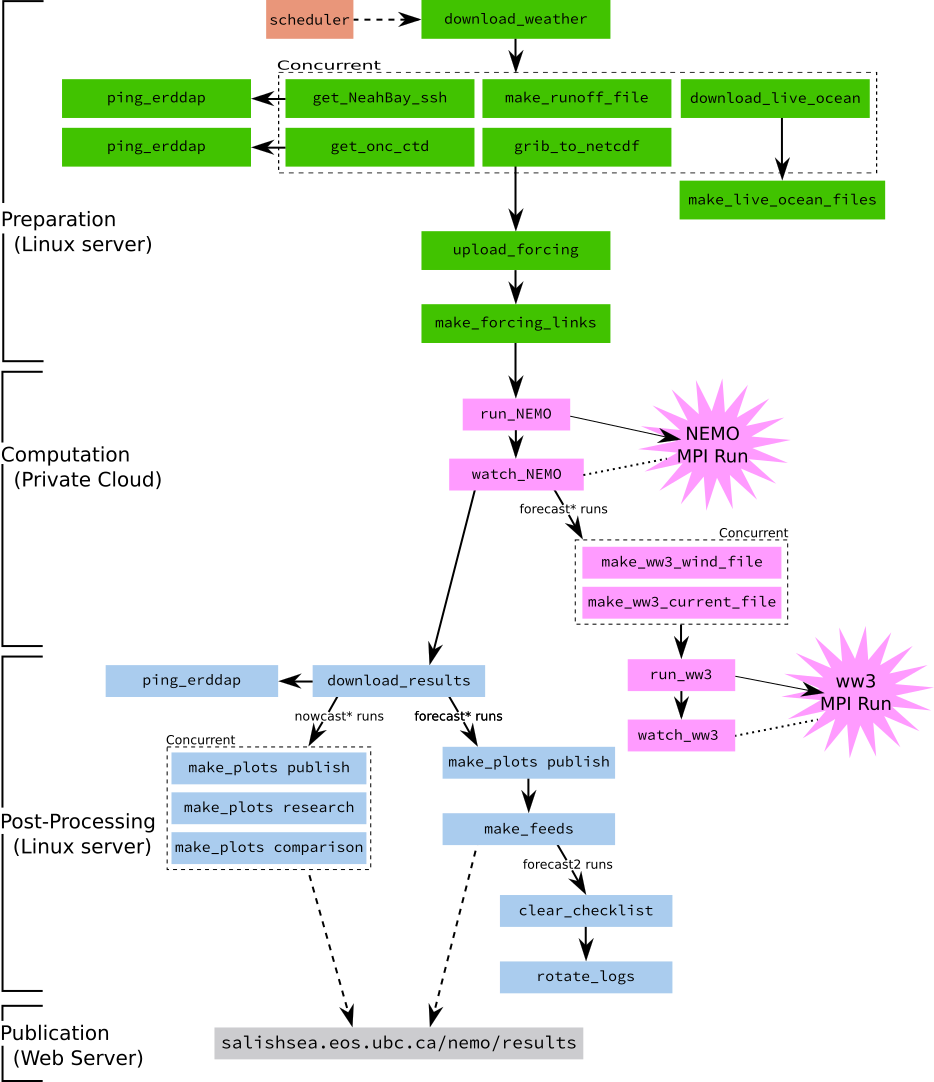 scheduler
download_weather
Concurrent
ping_erddap
get_NeahBay_ssh
make_runoff_file
download_live_ocean
ping_erddap
get_onc_ctd
grib_to_netcdf
make_live_ocean_files
Preparation
(Linux server)
upload_forcing
make_forcing_links
run_NEMO
NEMO
MPI Run
Computation
(Private Cloud)
watch_NEMO
forecast* runs
Concurrent
make_ww3_wind_file
make_ww3_current_file
run_ww3
ww3
MPI Run
watch_ww3
ping_erddap
download_results
nowcast* runs
forecast* runs
Concurrent
make_plots publish
make_plots research
make_plots comparison
make_plots publish
Post-Processing
(Linux server)
make_feeds
forecast2 runs
clear_checklist
rotate_logs
Publication
(Web Server)
salishsea.eos.ubc.ca/nemo/results